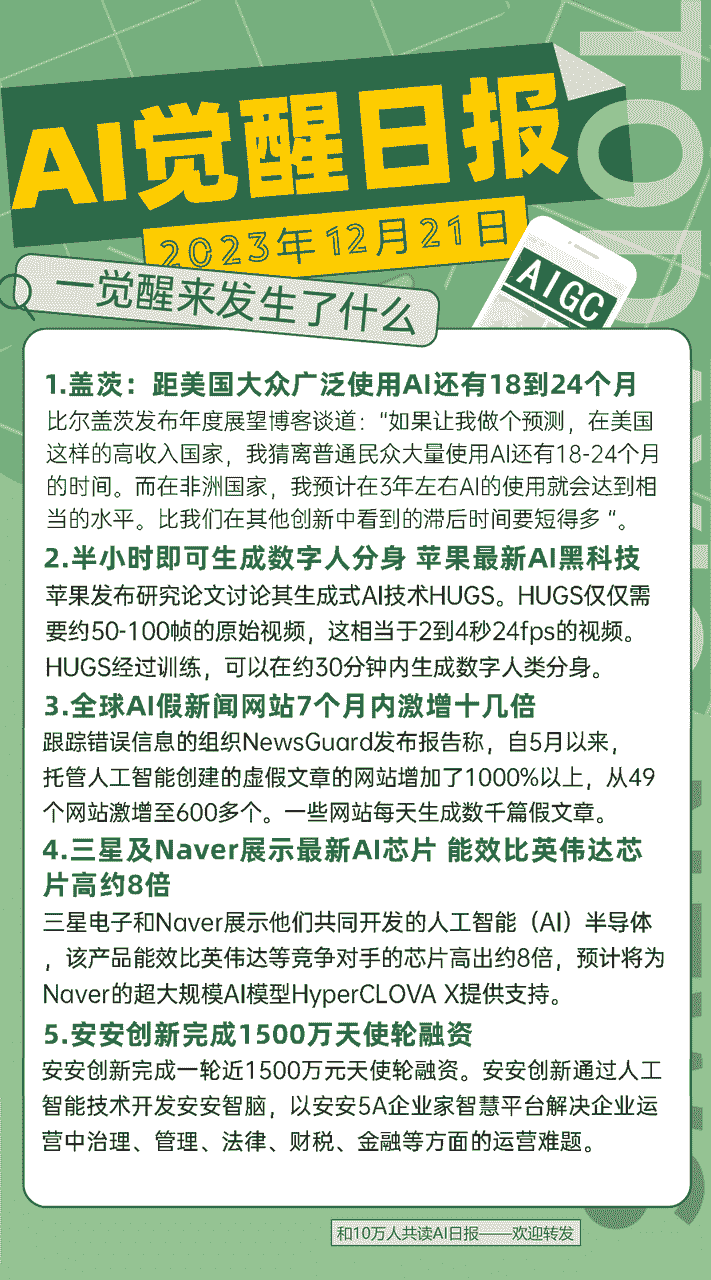 AI觉醒日报
2023年12月21日
一觉醒来发生了什么
AIGC
1.盖茨：距美国大众广泛使用AI还有18到24个月
比尔盖茨发布年度展望博客谈道：“如果让我做个预测，在美国
这样的高收入国家，我猜离普通民众大量使用AI还有18-24个月
的时间。而在非洲国家，我预计在3年左右AI的使用就会达到相
当的水平。比我们在其他创新中看到的滞后时间要短得多 “。
2.半小时即可生成数字人分身 苹果最新AI黑科技
苹果发布研究论文讨论其生成式AI技术HUGS。HUGS仅仅需
要约50-100帧的原始视频，这相当于2到4秒24fps的视频。
HUGS经过训练，可以在约30分钟内生成数字人类分身。
3.全球AI假新闻网站7个月内激增十几倍
跟踪错误信息的组织NewsGuard发布报告称，自5月以来，
托管人工智能创建的虚假文章的网站增加了1000%以上，从49
个网站激增至600多个。一些网站每天生成数千篇假文章。
4.三星及Naver展示最新AI芯片 能效比英伟达芯
片高约8倍
三星电子和Naver展示他们共同开发的人工智能（AI）半导体
，该产品能效比英伟达等竞争对手的芯片高出约8倍，预计将为
Naver的超大规模AI模型HyperCLOVA X提供支持。
5.安安创新完成1500万天使轮融资
安安创新完成一轮近1500万元天使轮融资。安安创新通过人工
智能技术开发安安智脑，以安安5A企业家智慧平台解决企业运
营中治理、管理、法律、财税、金融等方面的运营难题。
和10万人共读AI日报——欢迎转发